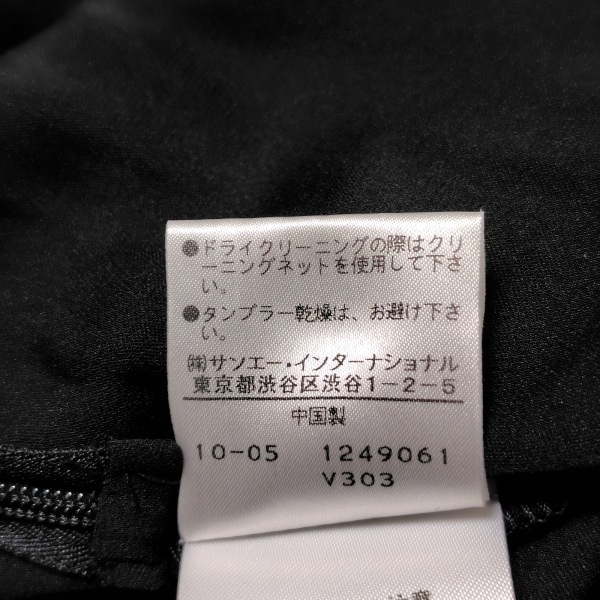 ●ドライクリーニングの際はクリ
ーニングネットを使用して下さ
い。
●タンブラー乾燥は、お避け下さ
い。
㈱サンエー・インターナショナル
東京都渋谷区渋谷1-2-5
中国製
10-05 1249061
V303
注意